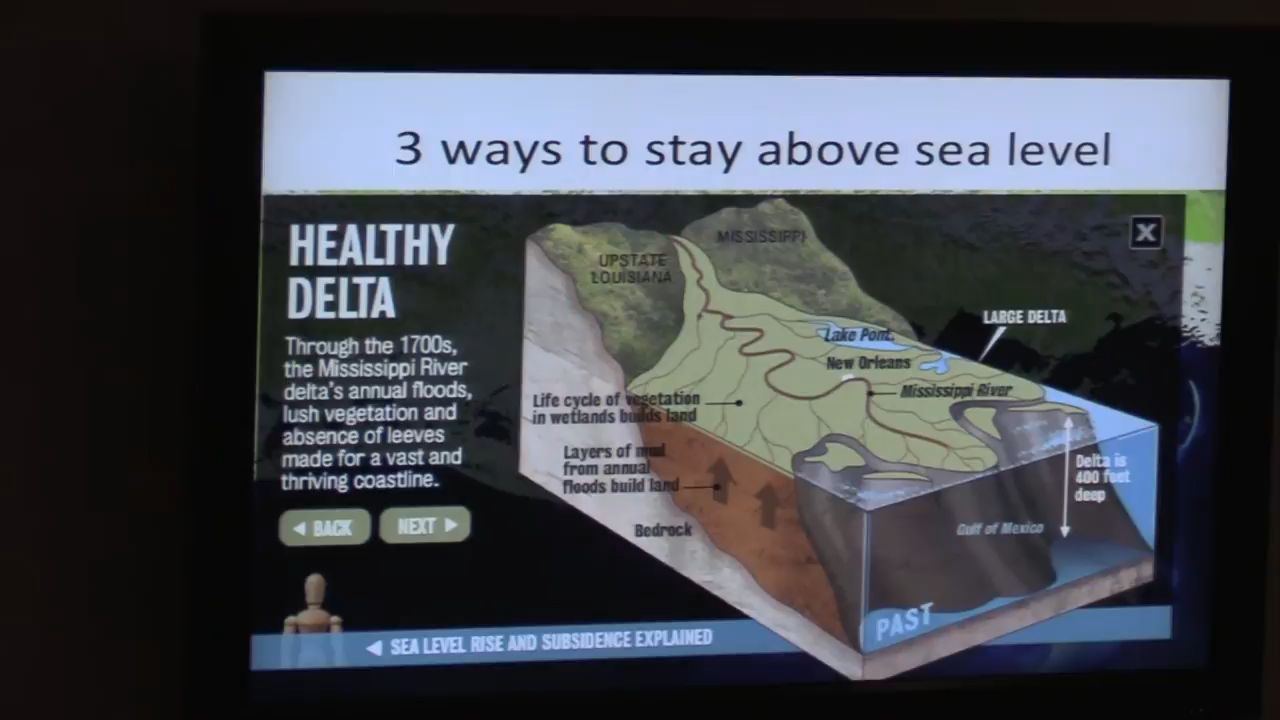 3 ways to stay above sea level
HEALTHY
DELTA
Through the 1700s,
the Mississippi River
delta's annual floods,
lush vegetation and
absence of leeves
made for a vast and
thriving coastline.
BACK
NEXT
SEA LEVEL RISE AND SUBSIDENCE EXPLAINED
MISSISSIPPI
UPSTATE
LOUISIANA
X
LARGE DELTA
Lake Pont.
New Orleans
Mississippi River
Life cycle of vegetation
in wetlands builds land
Layers of mud
from annual
floods build land
Bedrock
Delta is
400 feet
deep
Gulf of Mexico
PAST